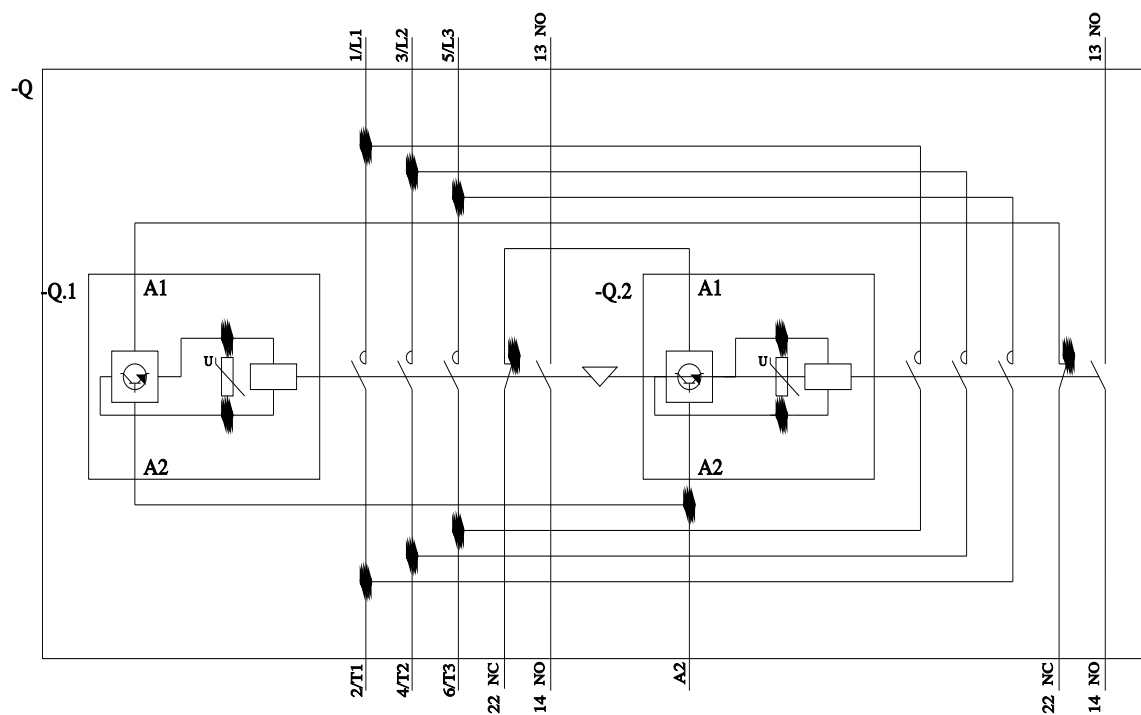 1/L1
3/L2
5/L3
13 NO
13 NO
-Q
-Q.1
A1
-Q.2
A1
U
U
A2
A2
2/T1
4/T2
6/T3
22 NC
14 NO
A2
22 NC
14 NO